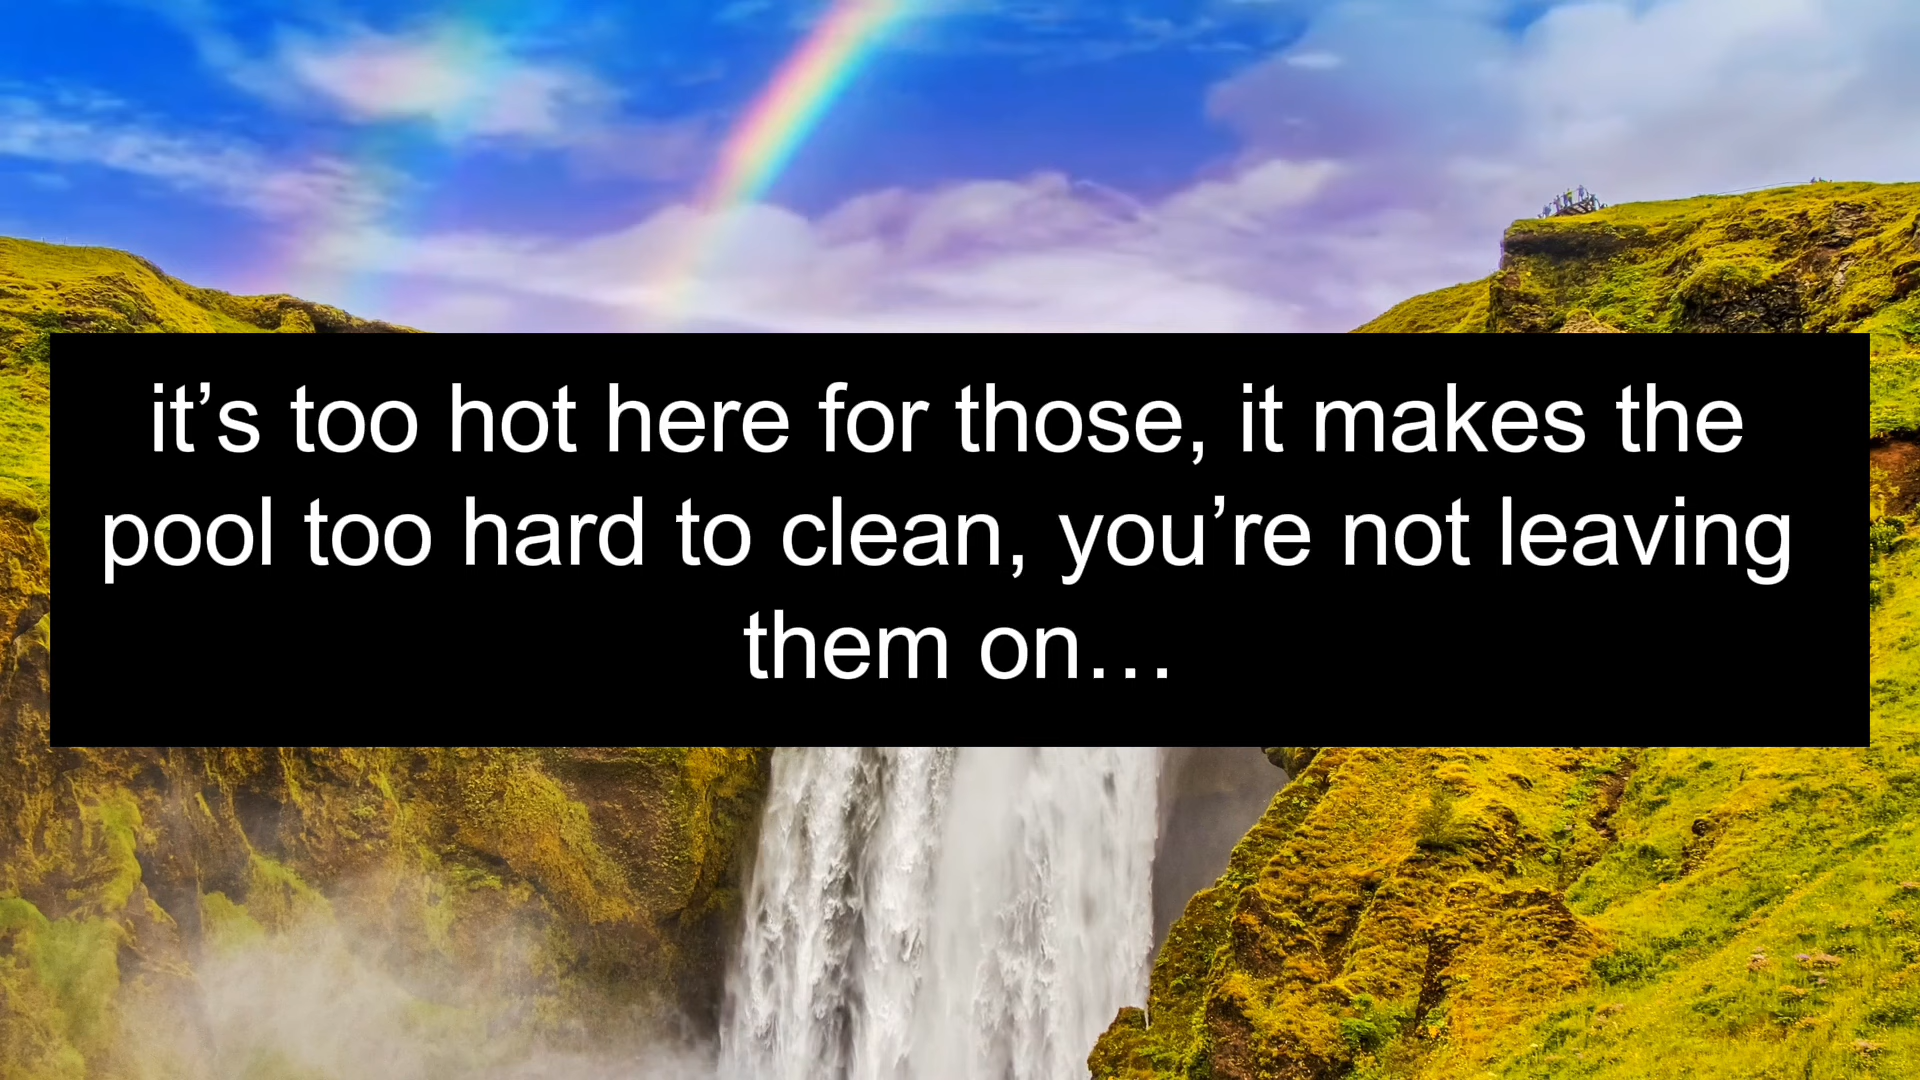 it’s too hot here for those, it makes the
pool too hard to clean, you’re not leaving
them on…